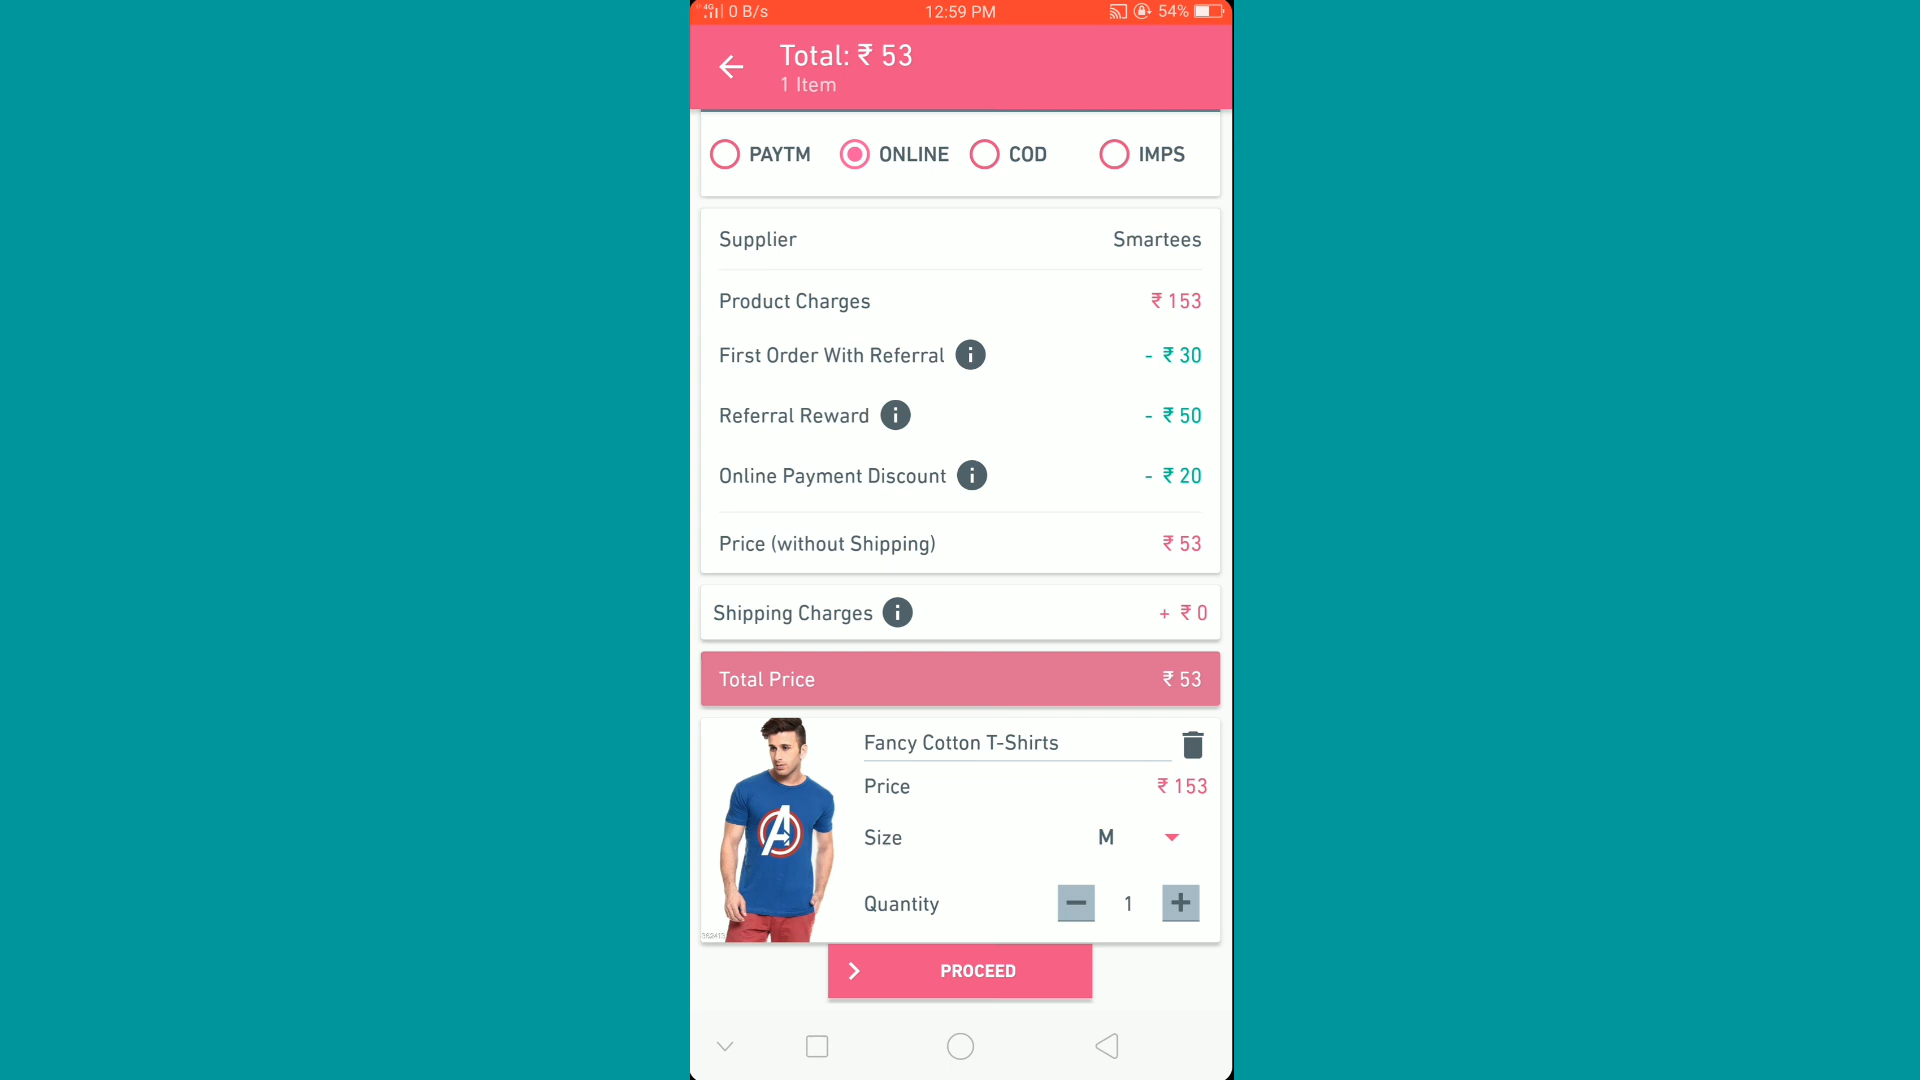 4G 0 B/s 12:59 PM 54%
Total: ₹ 53
1 Item
PAYTM ONLINE COD IMPS
Supplier Smartees
Product Charges ₹ 153
First Order With Referral i - ₹ 30
Referral Reward i - ₹ 50
Online Payment Discount i - ₹ 20
Price (without Shipping) ₹ 53
Shipping Charges i + ₹ 0
Total Price ₹ 53
Fancy Cotton T-Shirts
Price ₹ 153
A
Size M
Quantity 1
PROCEED